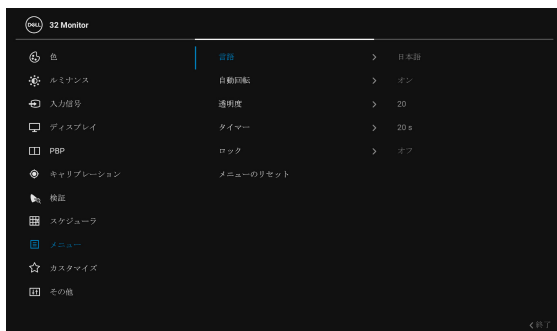 DELL 32 Monitor
色 言語 日本語
ルミナンス 自動回転 オン
入力信号 透明度 20
ディスプレイ タイマー 20 s
PBP ロック オフ
キャリブレーション メニューのリセット
検証
スケジューラ
メニュー
カスタマイズ
その他
終了